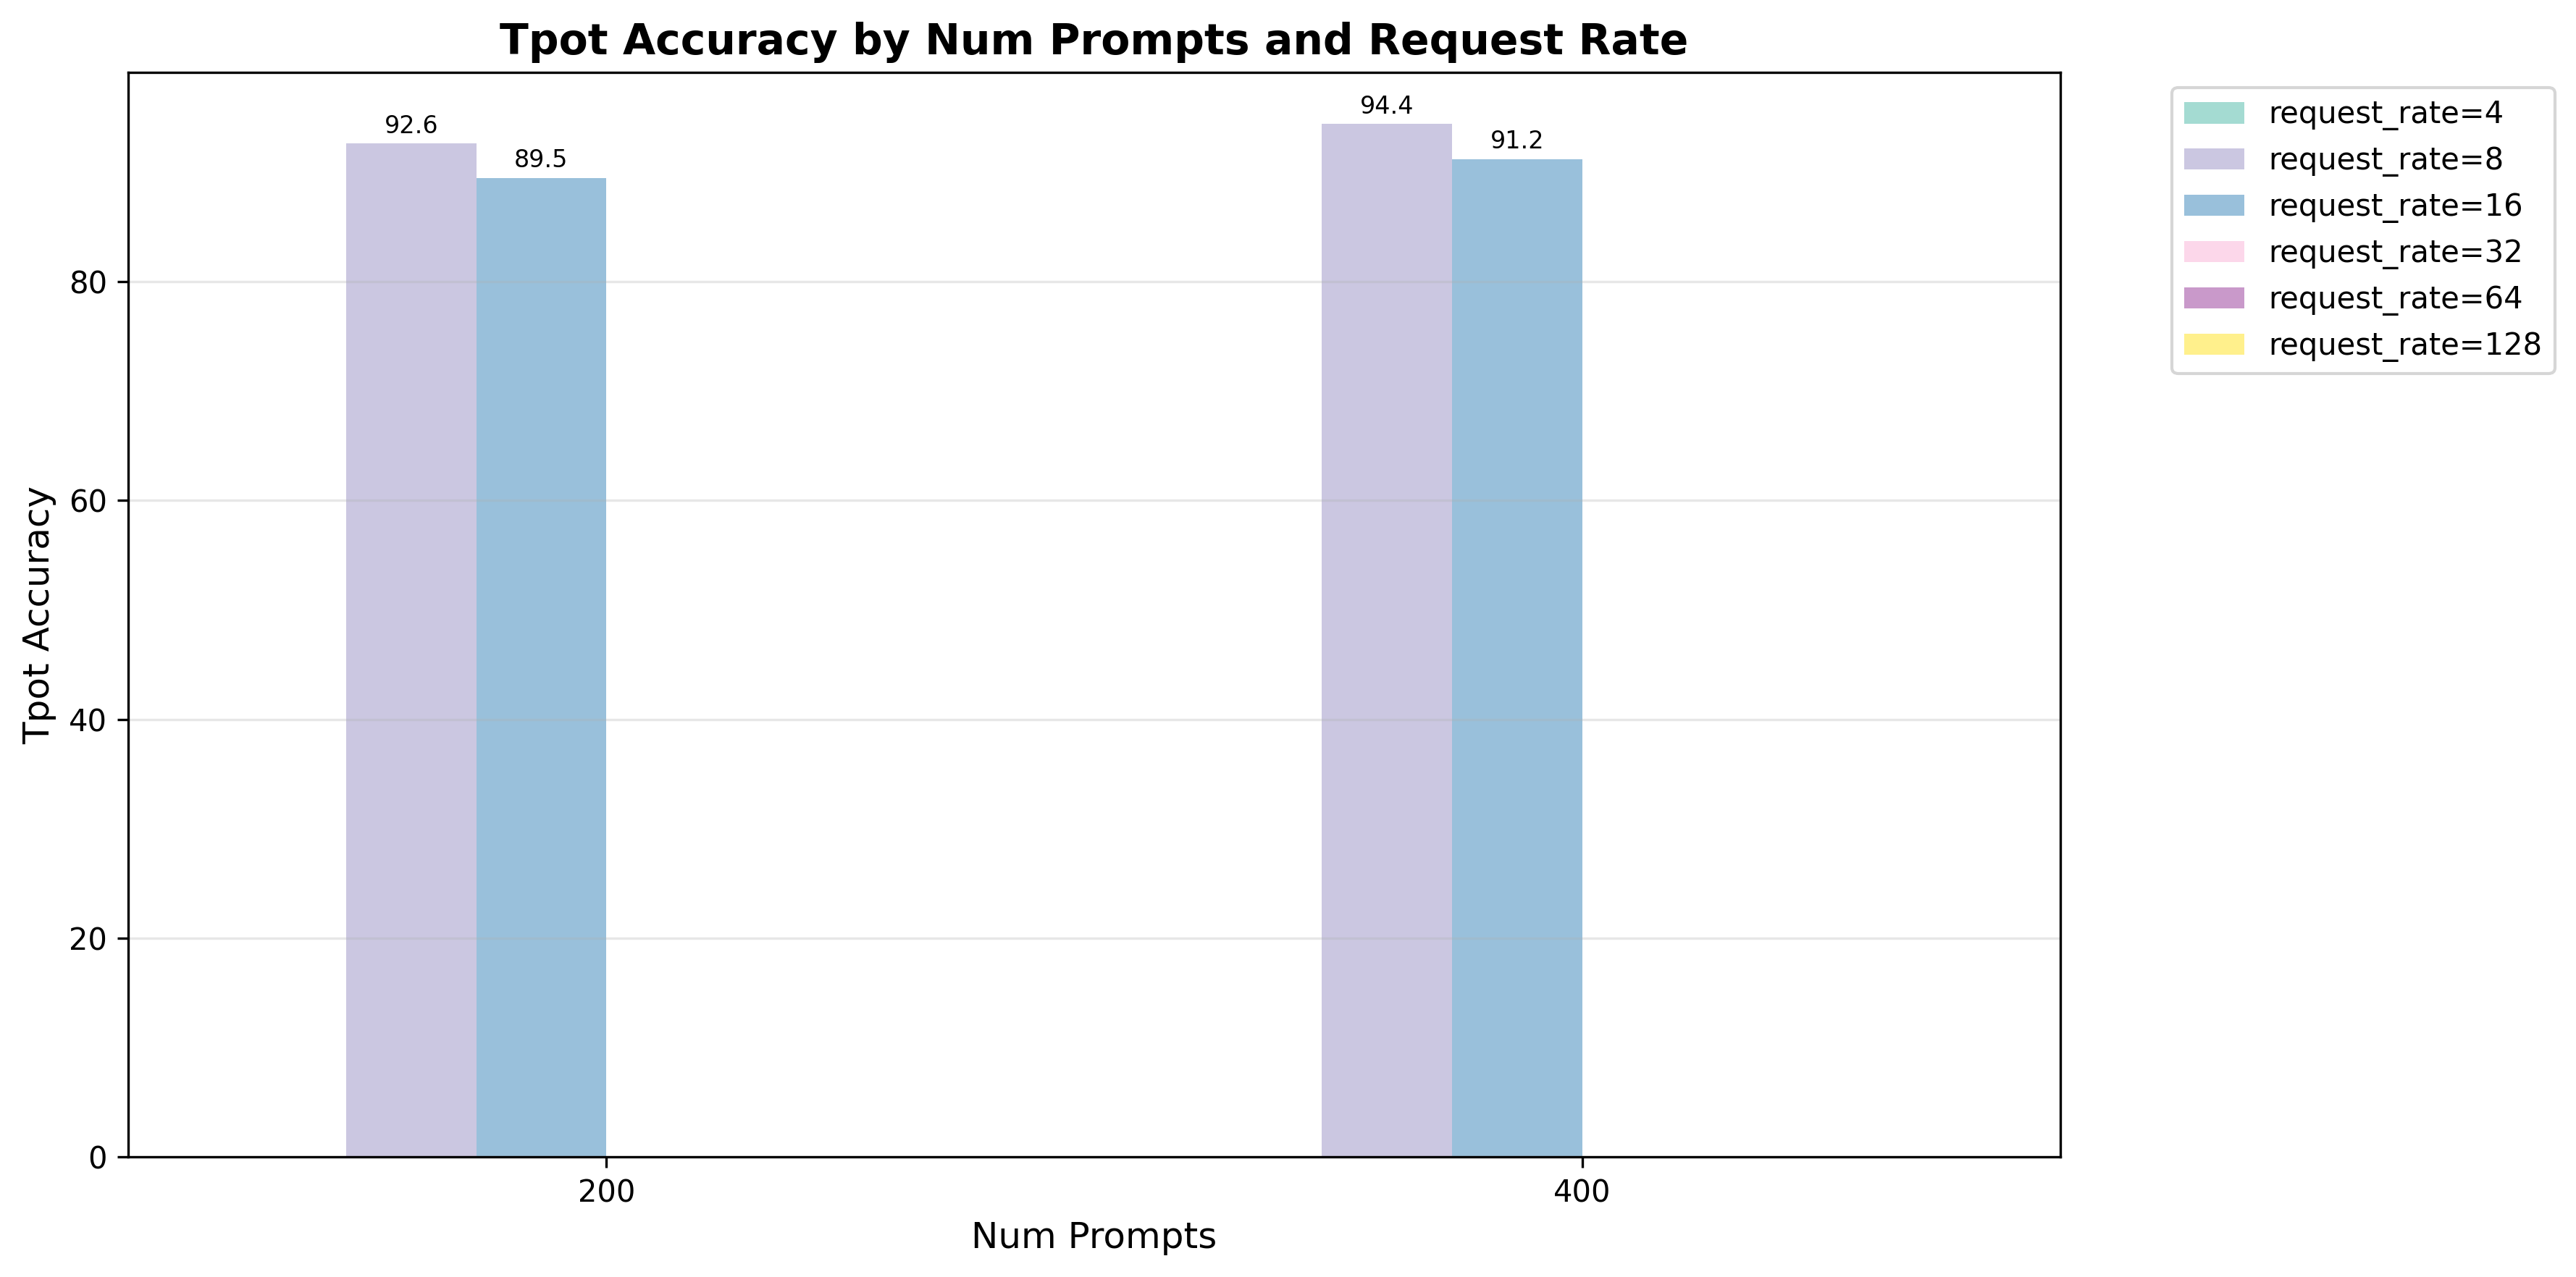 Tpot Accuracy by Num Prompts and Request Rate
92.6
89.5
94.4
91.2
request_rate=4
request_rate=8
request_rate=16
request_rate=32
request_rate=64
request_rate=128
Tpot Accuracy
80
60
40
20
0
200
400
Num Prompts